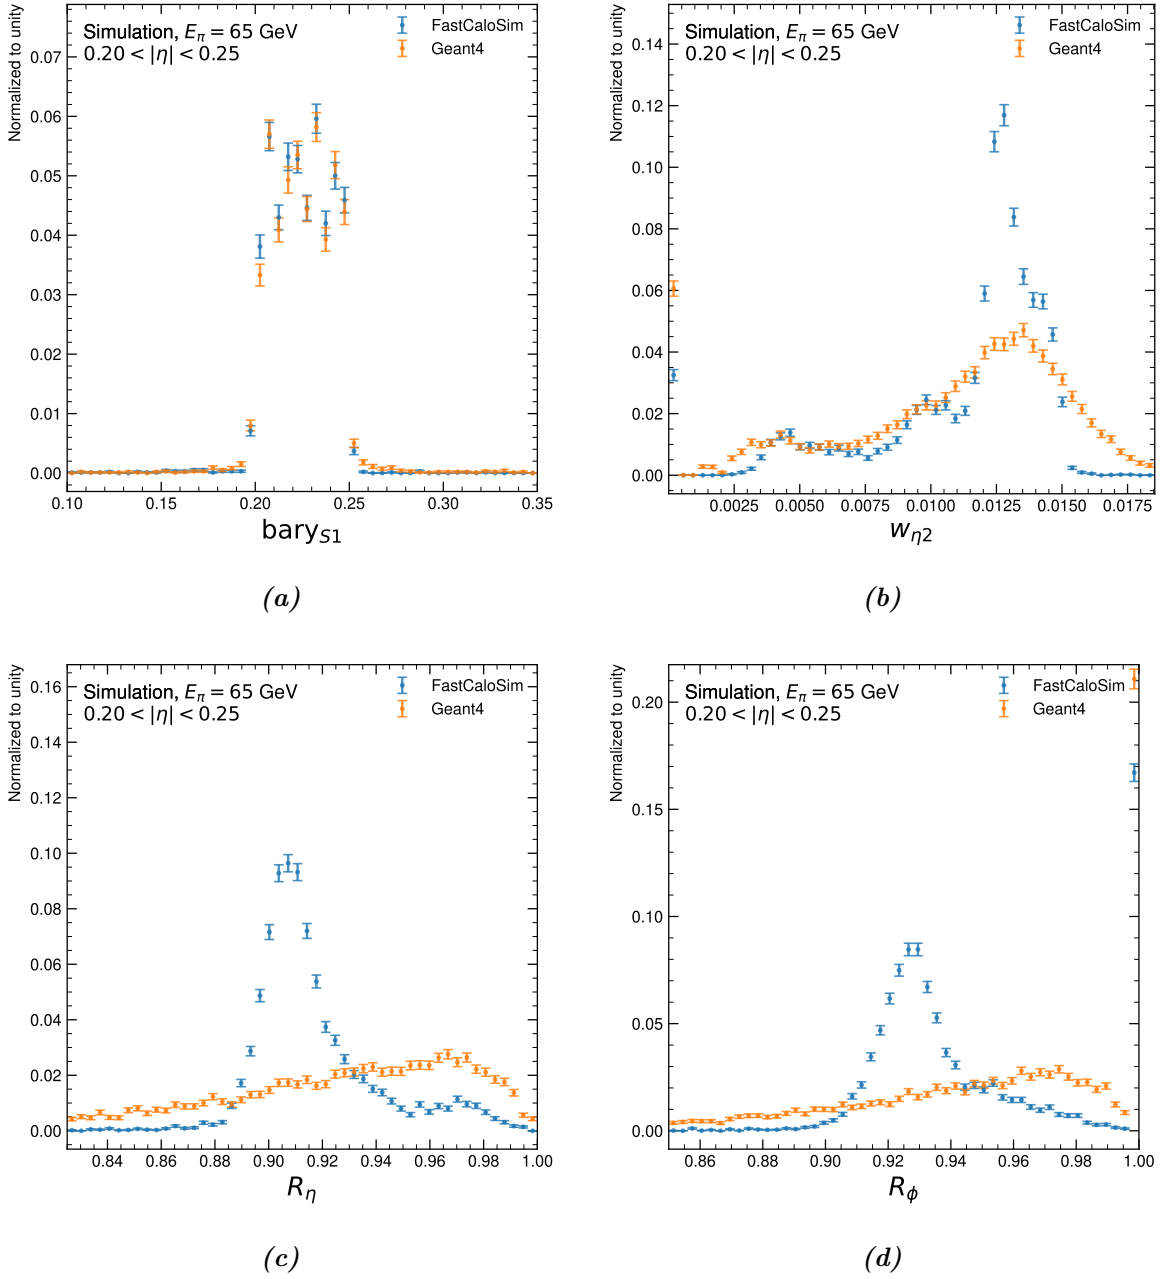 Normalized to unity
Simulation, E_π = 65 GeV
0.20 < |η| < 0.25
FastCaloSim
Geant4
0.07
0.06
0.05
0.04
0.03
0.02
0.01
0.00
0.10 0.15 0.20 0.25 0.30 0.35
bary_S1
(a)
Normalized to unity
Simulation, E_π = 65 GeV
0.20 < |η| < 0.25
FastCaloSim
Geant4
0.14
0.12
0.10
0.08
0.06
0.04
0.02
0.00
0.0025 0.0050 0.0075 0.0100 0.0125 0.0150 0.0175
w_η2
(b)
Normalized to unity
Simulation, E_π = 65 GeV
0.20 < |η| < 0.25
FastCaloSim
Geant4
0.16
0.14
0.12
0.10
0.08
0.06
0.04
0.02
0.00
0.84 0.86 0.88 0.90 0.92 0.94 0.96 0.98 1.00
R_η
(c)
Normalized to unity
Simulation, E_π = 65 GeV
0.20 < |η| < 0.25
FastCaloSim
Geant4
0.20
0.15
0.10
0.05
0.00
0.86 0.88 0.90 0.92 0.94 0.96 0.98 1.00
R_ϕ
(d)